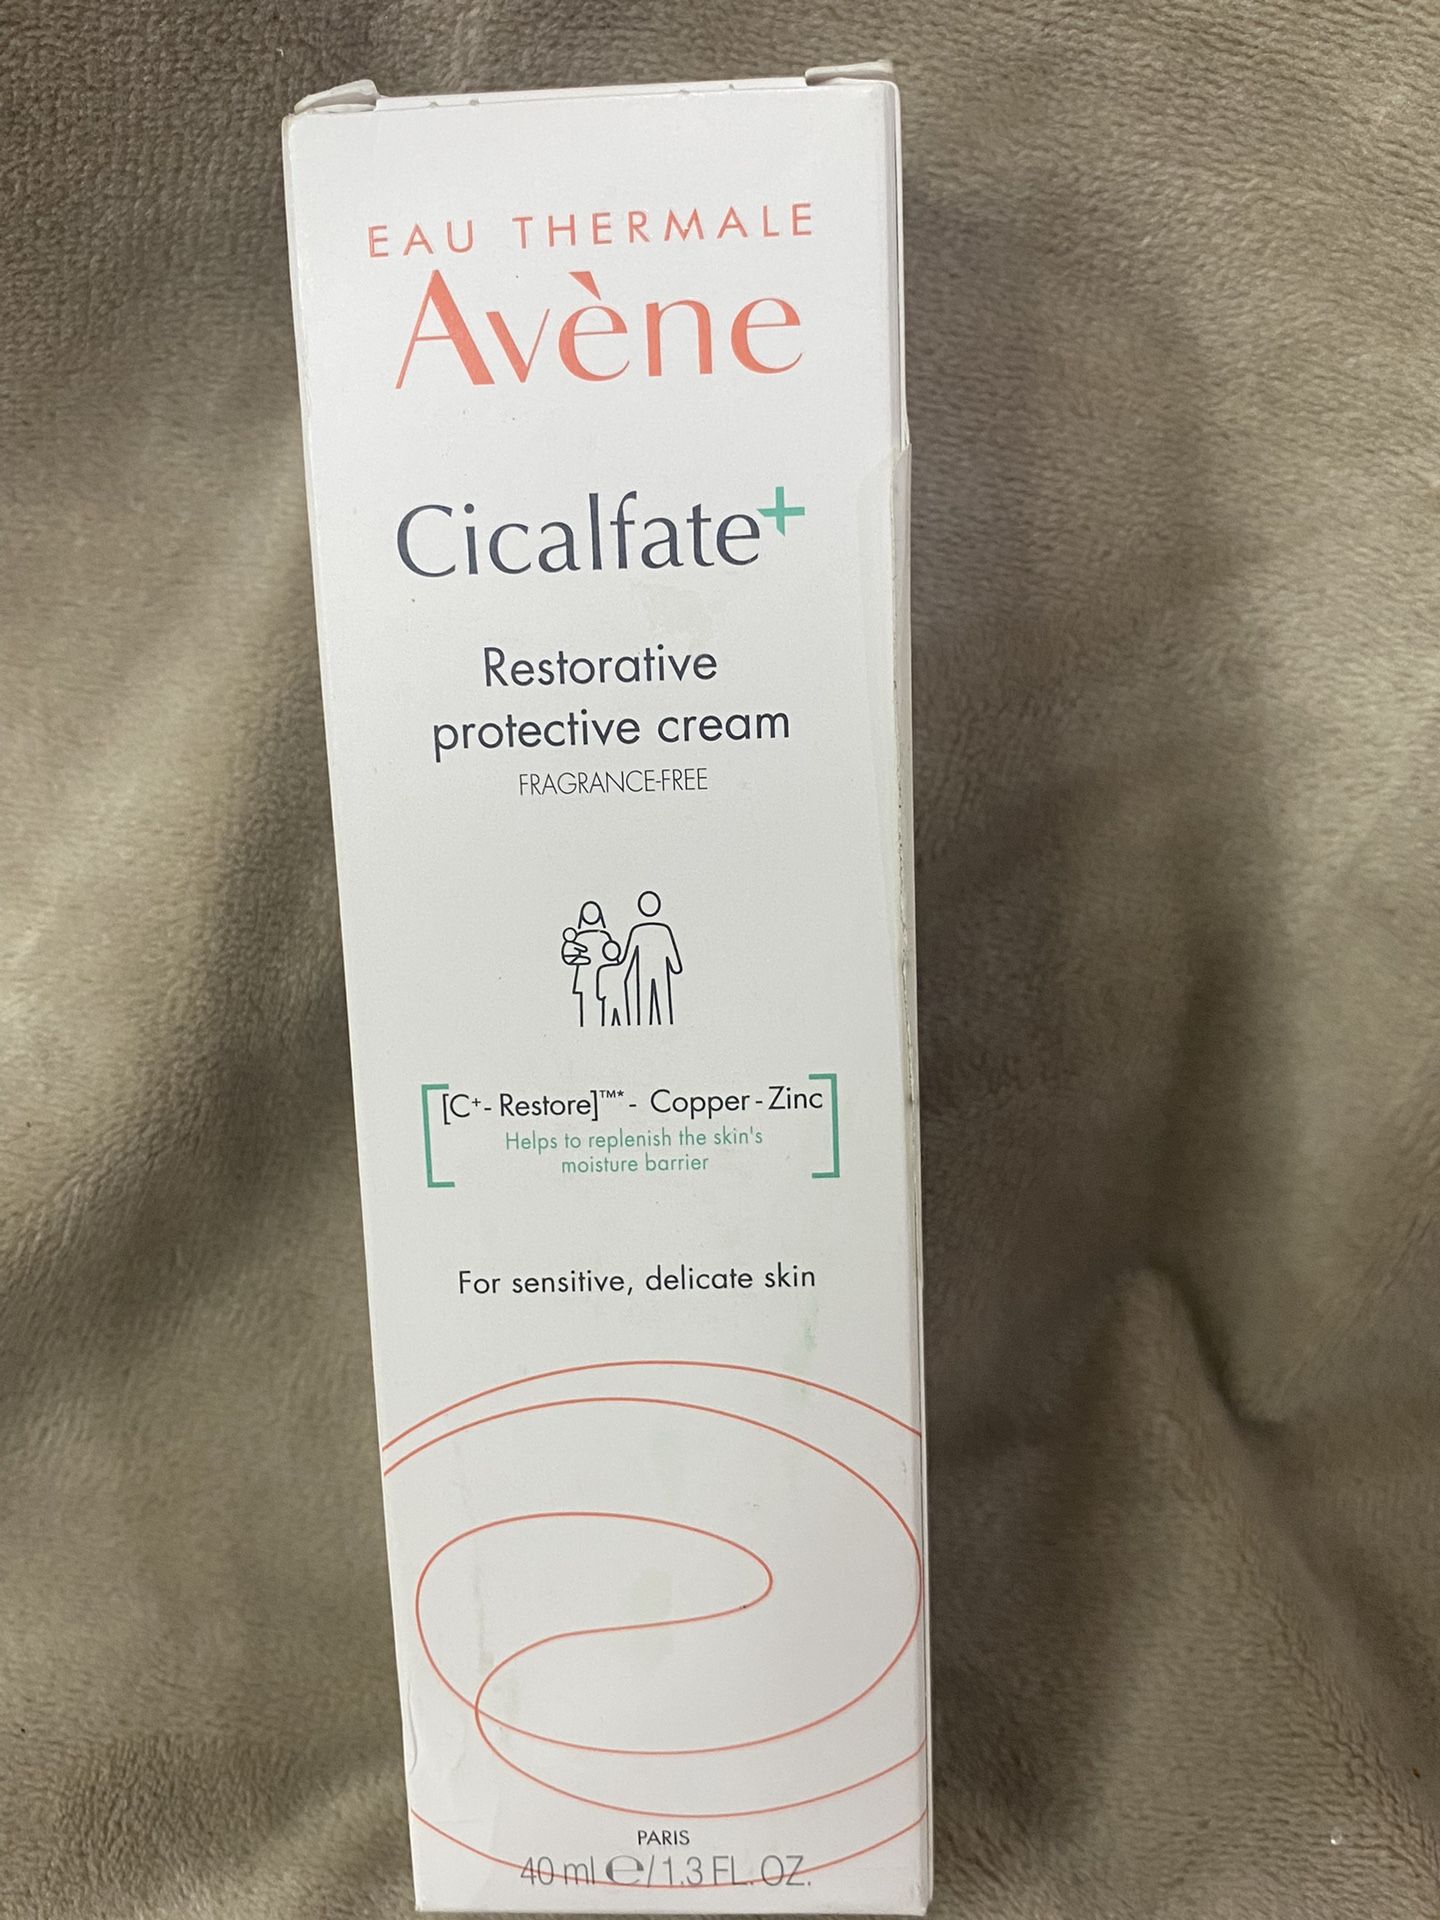 EAU THERMALE
Avène
Cicalfate+
Restorative
protective cream
FRAGRANCE-FREE
[C+- Restore]™* - Copper - Zinc
Helps to replenish the skin's
moisture barrier
For sensitive, delicate skin
PARIS
40 ml ℮/1.3 FL. OZ.